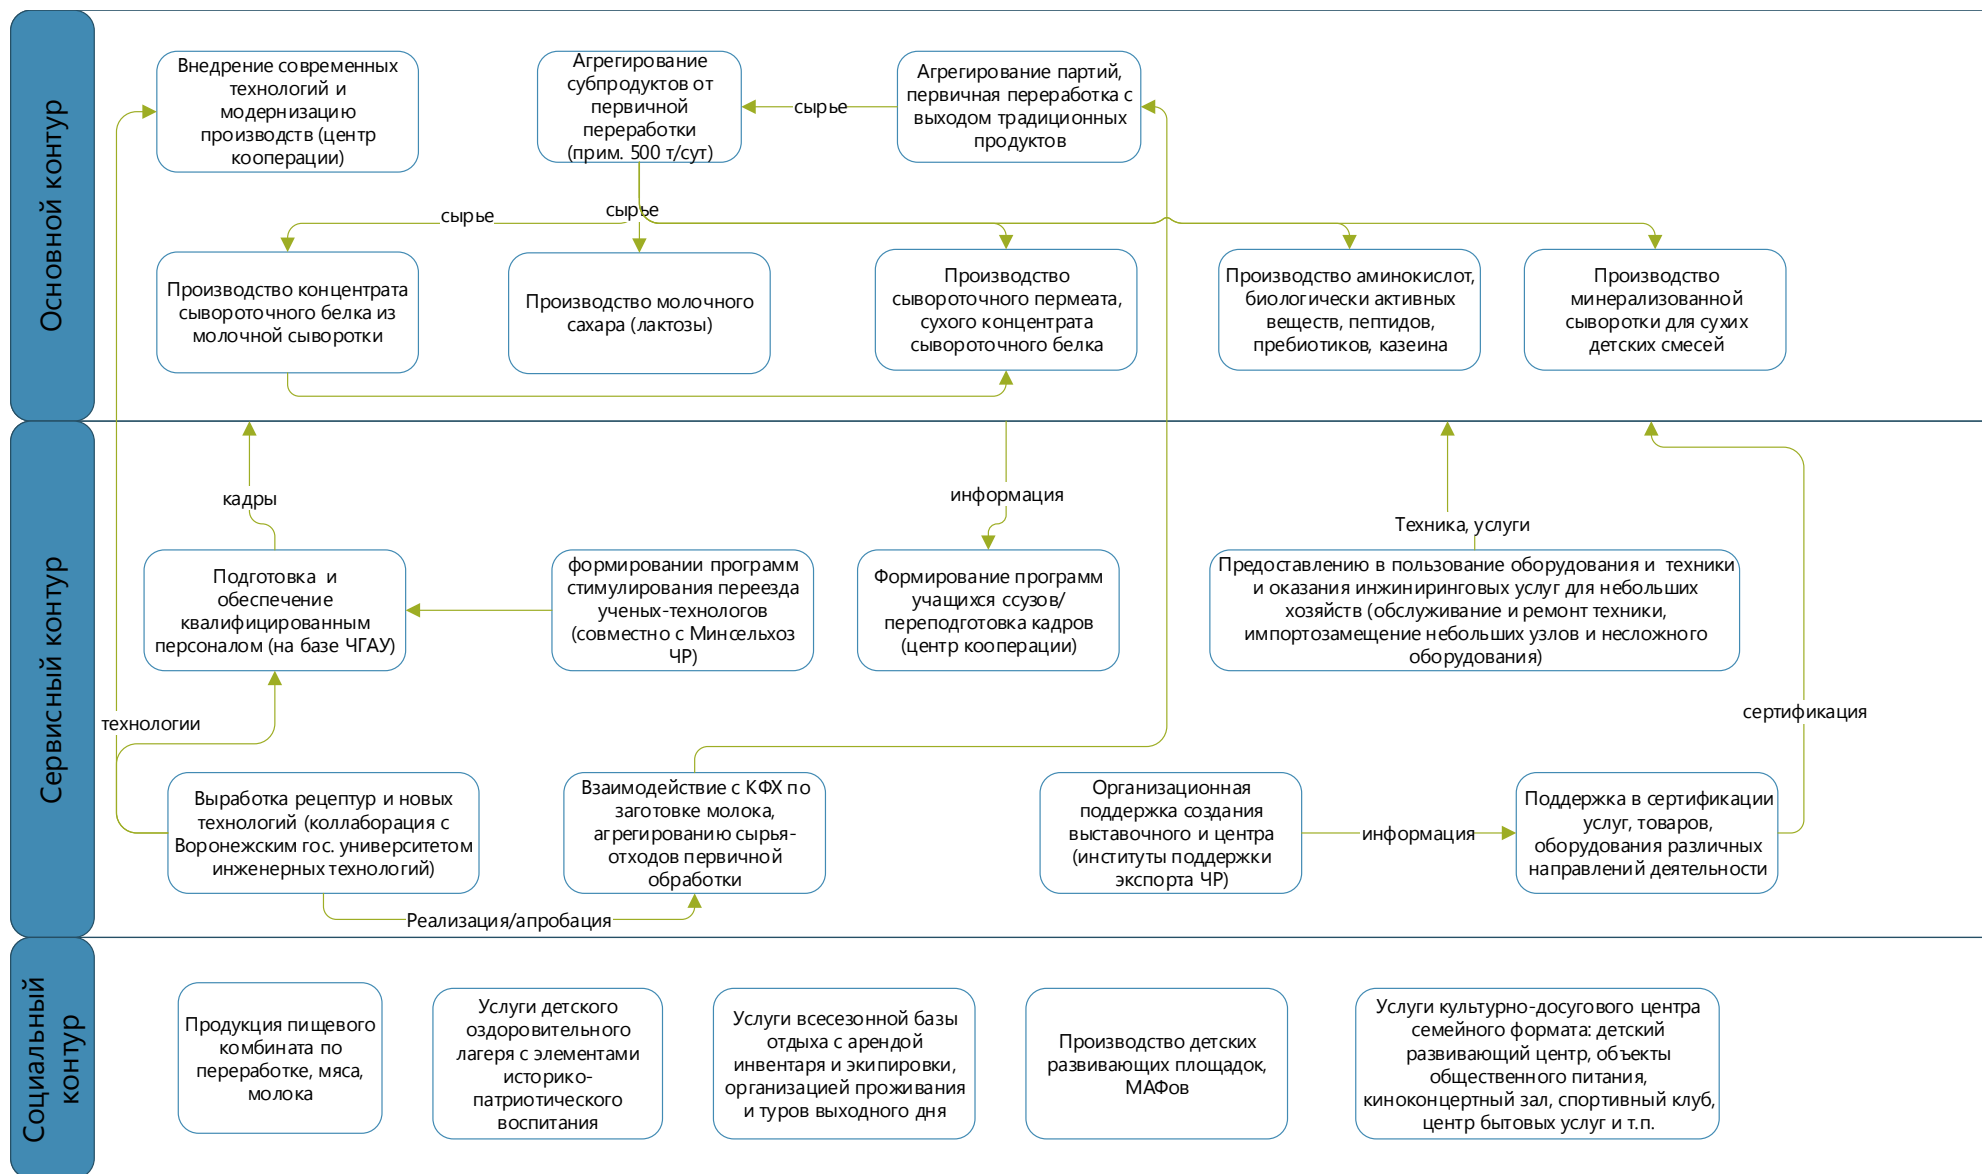 Основной контур
Внедрение современных
технологий и
модернизацию
производств (центр
кооперации)
Агрегирование
субпродуктов от
первичной
переработки
(прим. 500 т/сут)
сырье
Агрегирование партий,
первичная переработка с
выходом традиционных
продуктов
сырье
сырье
Производство концентрата
сывороточного белка из
молочной сыворотки
Производство молочного
сахара (лактозы)
Производство
сывороточного пермеата,
сухого концентрата
сывороточного белка
Производство аминокислот,
биологически активных
веществ, пептидов,
пребиотиков, казеина
Производство
минерализованной
сыворотки для сухих
детских смесей
Сервисный контур
кадры
информация
Техника, услуги
Подготовка и
обеспечение
квалифицированным
персоналом (на базе ЧГАУ)
формировании программ
стимулирования переезда
ученых-технологов
(совместно с Минсельхоз
ЧР)
Формирование программ
учащихся ссузов/
переподготовка кадров
(центр кооперации)
Предоставлению в пользование оборудования и техники
и оказания инжиниринговых услуг для небольших
хозяйств (обслуживание и ремонт техники,
импортозамещение небольших узлов и несложного
оборудования)
технологии
сертификация
Выработка рецептур и новых
технологий (коллаборация с
Воронежским гос. университетом
инженерных технологий)
Взаимодействие с КФХ по
заготовке молока,
агрегированию сырья-
отходов первичной
обработки
Организационная
поддержка создания
выставочного и центра
(институты поддержки
экспорта ЧР)
информация
Поддержка в сертификации
услуг, товаров,
оборудования различных
направлений деятельности
Реализация/апробация
Социальный
контур
Продукция пищевого
комбината по
переработке, мяса,
молока
Услуги детского
оздоровительного
лагеря с элементами
историко-
патриотического
воспитания
Услуги всесезонной базы
отдыха с арендой
инвентаря и экипировки,
организацией проживания
и туров выходного дня
Производство детских
развивающих площадок,
МАФов
Услуги культурно-досугового центра
семейного формата: детский
развивающий центр, объекты
общественного питания,
киноконцертный зал, спортивный клуб,
центр бытовых услуг и т.п.